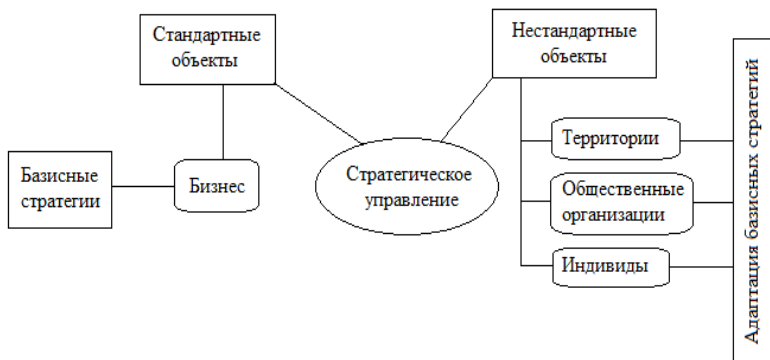 Стандартные
объекты
Нестандартные
объекты
Базисные
стратегии
Бизнес
Стратегическое
управление
Территории
Общественные
организации
Индивиды
Адаптация базисных стратегий